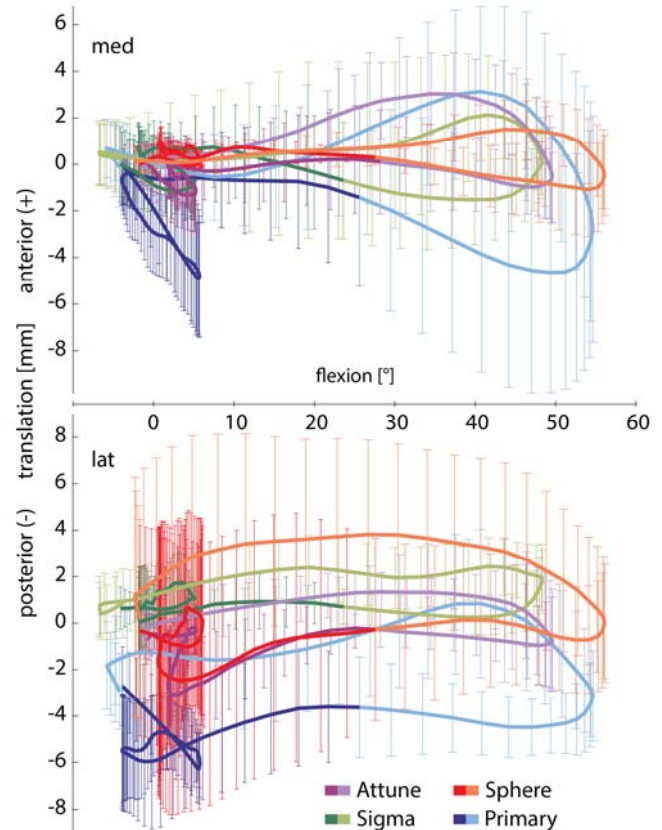 6
med
4
2
0
-2
-4
-6
-8
anterior (+)
translation [mm]
posterior (-)
flexion [°]
0 10 20 30 40 50 60
8
lat
6
4
2
0
-2
-4
-6
-8
Attune Sphere
Sigma Primary